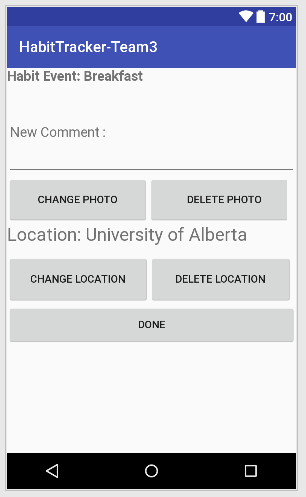 7:00
HabitTracker-Team3
Habit Event: Breakfast
New Comment :
CHANGE PHOTO DELETE PHOTO
Location: University of Alberta
CHANGE LOCATION DELETE LOCATION
DONE